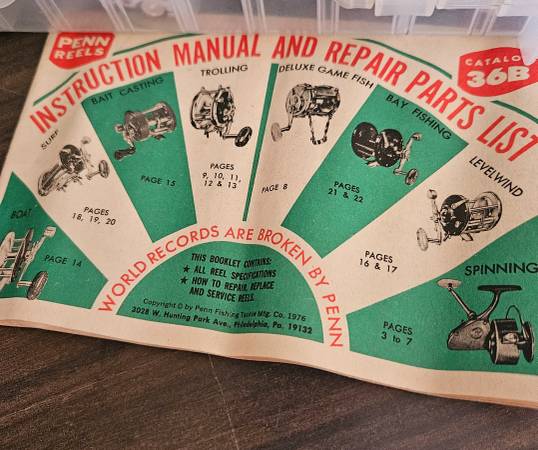 PENN
REELS
INSTRUCTION MANUAL AND REPAIR PARTS LIST
CATALO
36B
BOAT
PAGE 14
SURF
PAGES
18, 19, 20
BAIT CASTING
PAGE 15
TROLLING
PAGES
9, 10, 11,
12 & 13
DELUXE GAME FISH
PAGE 8
BAY FISHING
PAGES
21 & 22
LEVELWIND
PAGES
16 & 17
SPINNING
PAGES
3 to 7
WORLD RECORDS ARE BROKEN BY PENN
THIS BOOKLET CONTAINS:
★ ALL REEL SPECIFICATIONS
★ HOW TO REPAIR, REPLACE
AND SERVICE REELS.
Copyright © by Penn Fishing Tackle Mfg. Co. 1976
3028 W. Hunting Park Ave., Philadelphia, Pa. 19132